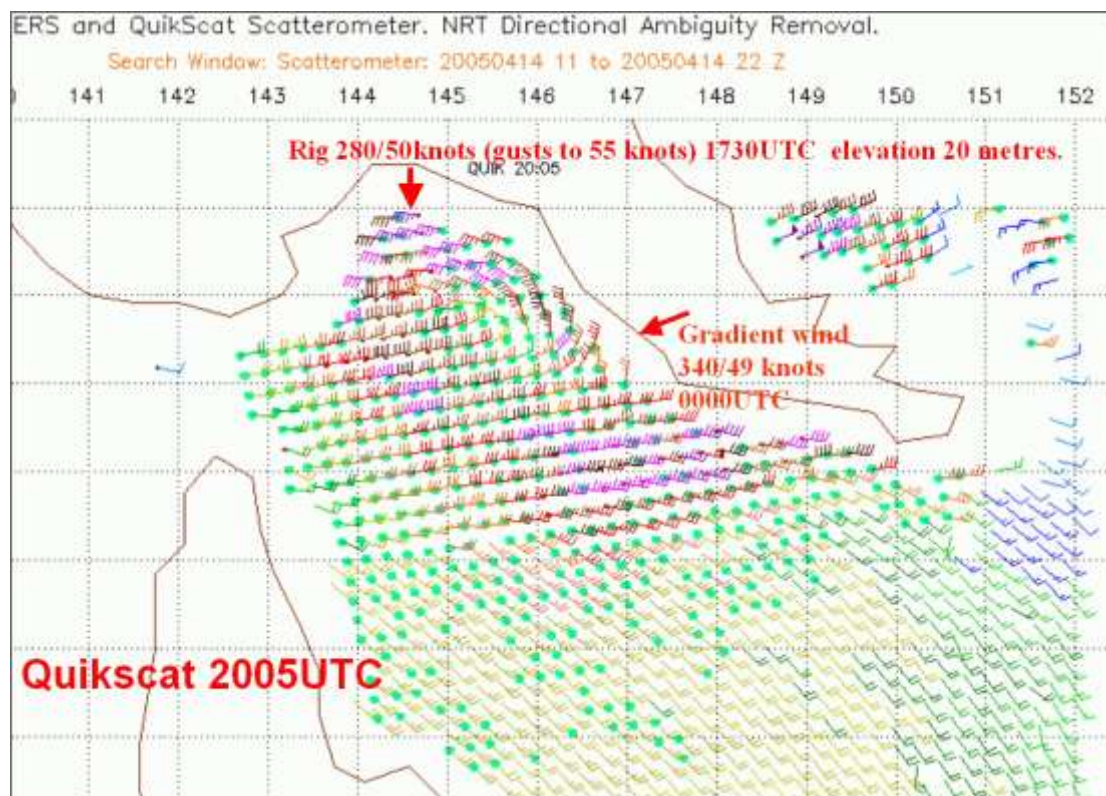 ERS and QuikScat Scatterometer. NRT Directional Ambiguity Removal.
Search Window: Scatterometer: 20050414 11 to 20050414 22 Z
141 142 143 144 145 146 147 148 149 150 151 152
Rig 280/50knots (gusts to 55 knots) 1730UTC elevation 20 metres.
QUIK 20:05
Gradient wind
340/49 knots
0000UTC
Quikscat 2005UTC